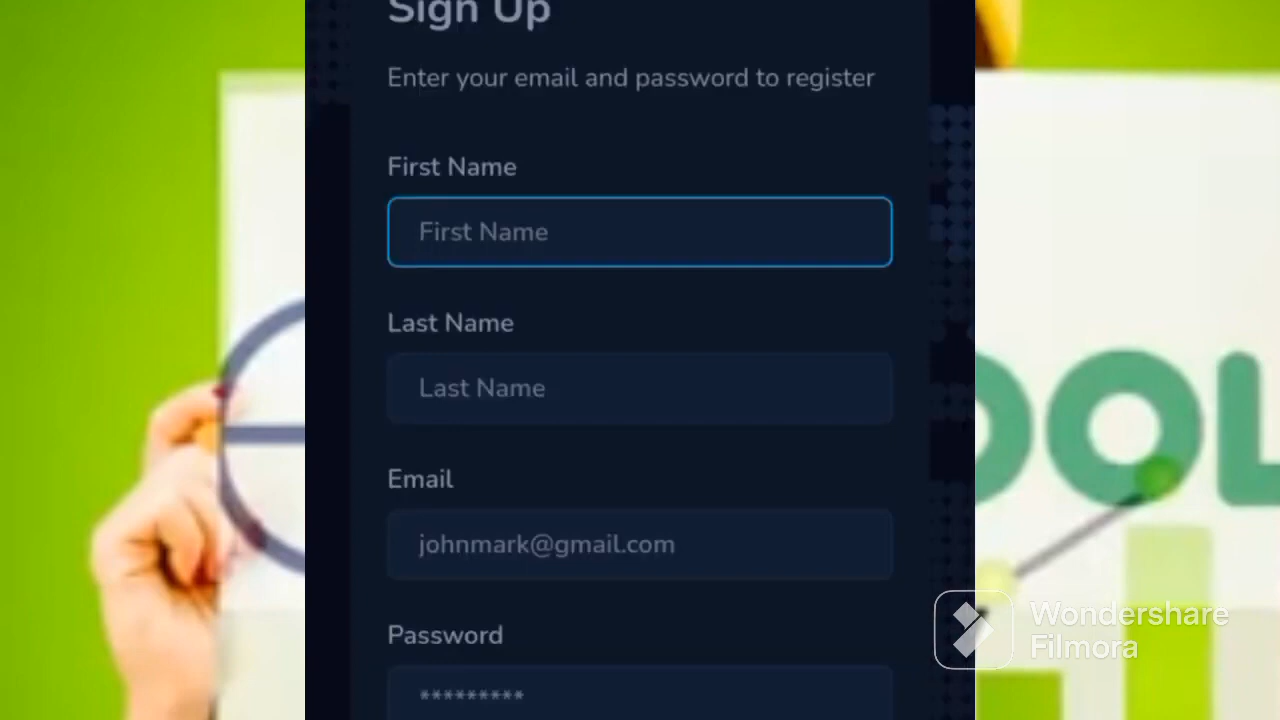 Sign Up
Enter your email and password to register
First Name
First Name
Last Name
Last Name
Email
johnmark@gmail.com
Password
*********
OOL
Wondershare
Filmora